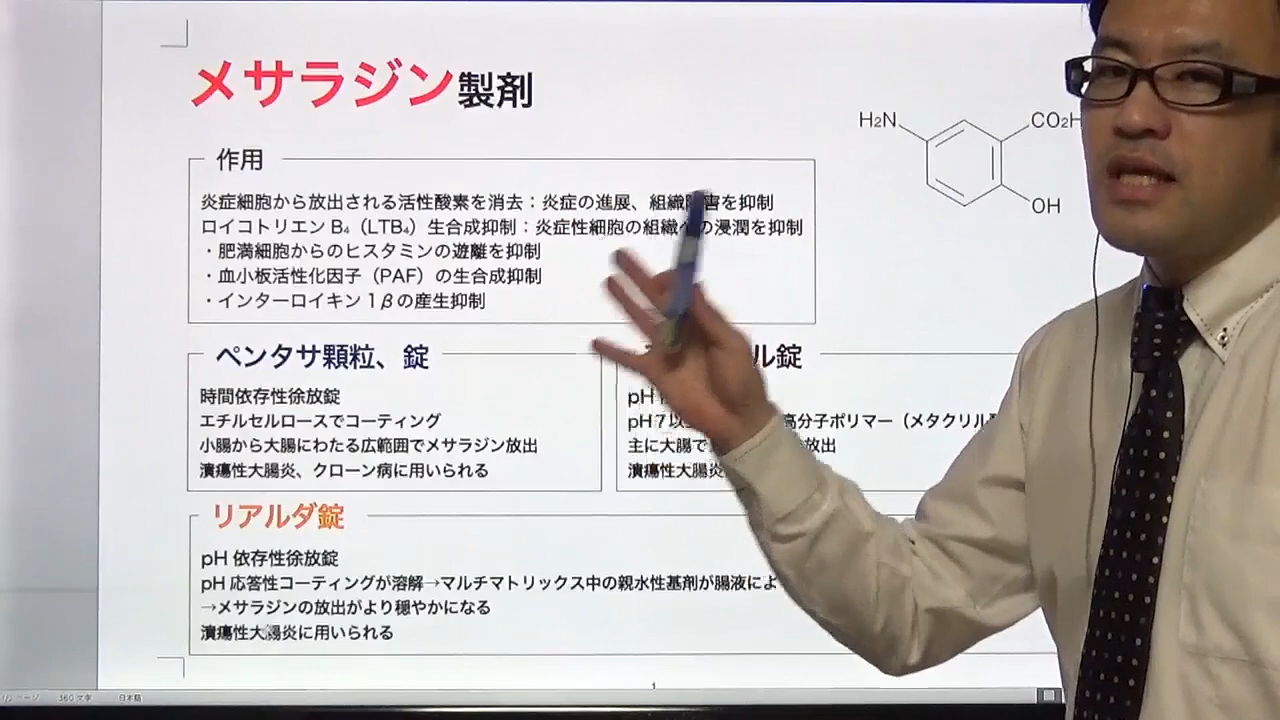 メサラジン製剤
H2N
CO2H
OH
作用
炎症細胞から放出される活性酸素を消去：炎症の進展、組織障害を抑制
ロイコトリエン B₄（LTB₄）生合成抑制：炎症性細胞の組織への浸潤を抑制
・肥満細胞からのヒスタミンの遊離を抑制
・血小板活性化因子（PAF）の生合成抑制
・インターロイキン 1βの産生抑制
ペンタサ顆粒、錠
時間依存性徐放錠
エチルセルロースでコーティング
小腸から大腸にわたる広範囲でメサラジン放出
潰瘍性大腸炎、クローン病に用いられる
ル錠
pH
pH 7 以 高分子ポリマー（メタクリル
主に大腸で 放出
潰瘍性大腸炎
リアルダ錠
pH 依存性徐放錠
pH 応答性コーティングが溶解→マルチマトリックス中の親水性基剤が腸液によ
→メサラジンの放出がより穏やかになる
潰瘍性大腸炎に用いられる
1
360 文字
日本語